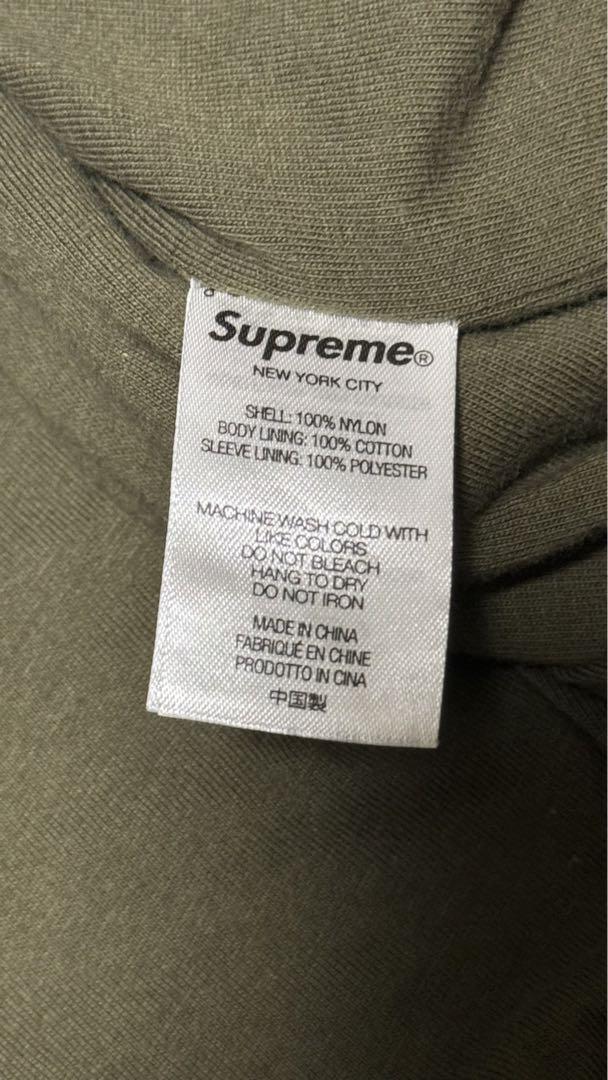 Supreme®
NEW YORK CITY
SHELL: 100% NYLON
BODY LINING: 100% COTTON
SLEEVE LINING: 100% POLYESTER
MACHINE WASH COLD WITH
LIKE COLORS
DO NOT BLEACH
HANG TO DRY
DO NOT IRON
MADE IN CHINA
FABRIQUÉ EN CHINE
PRODOTTO IN CINA
中国製